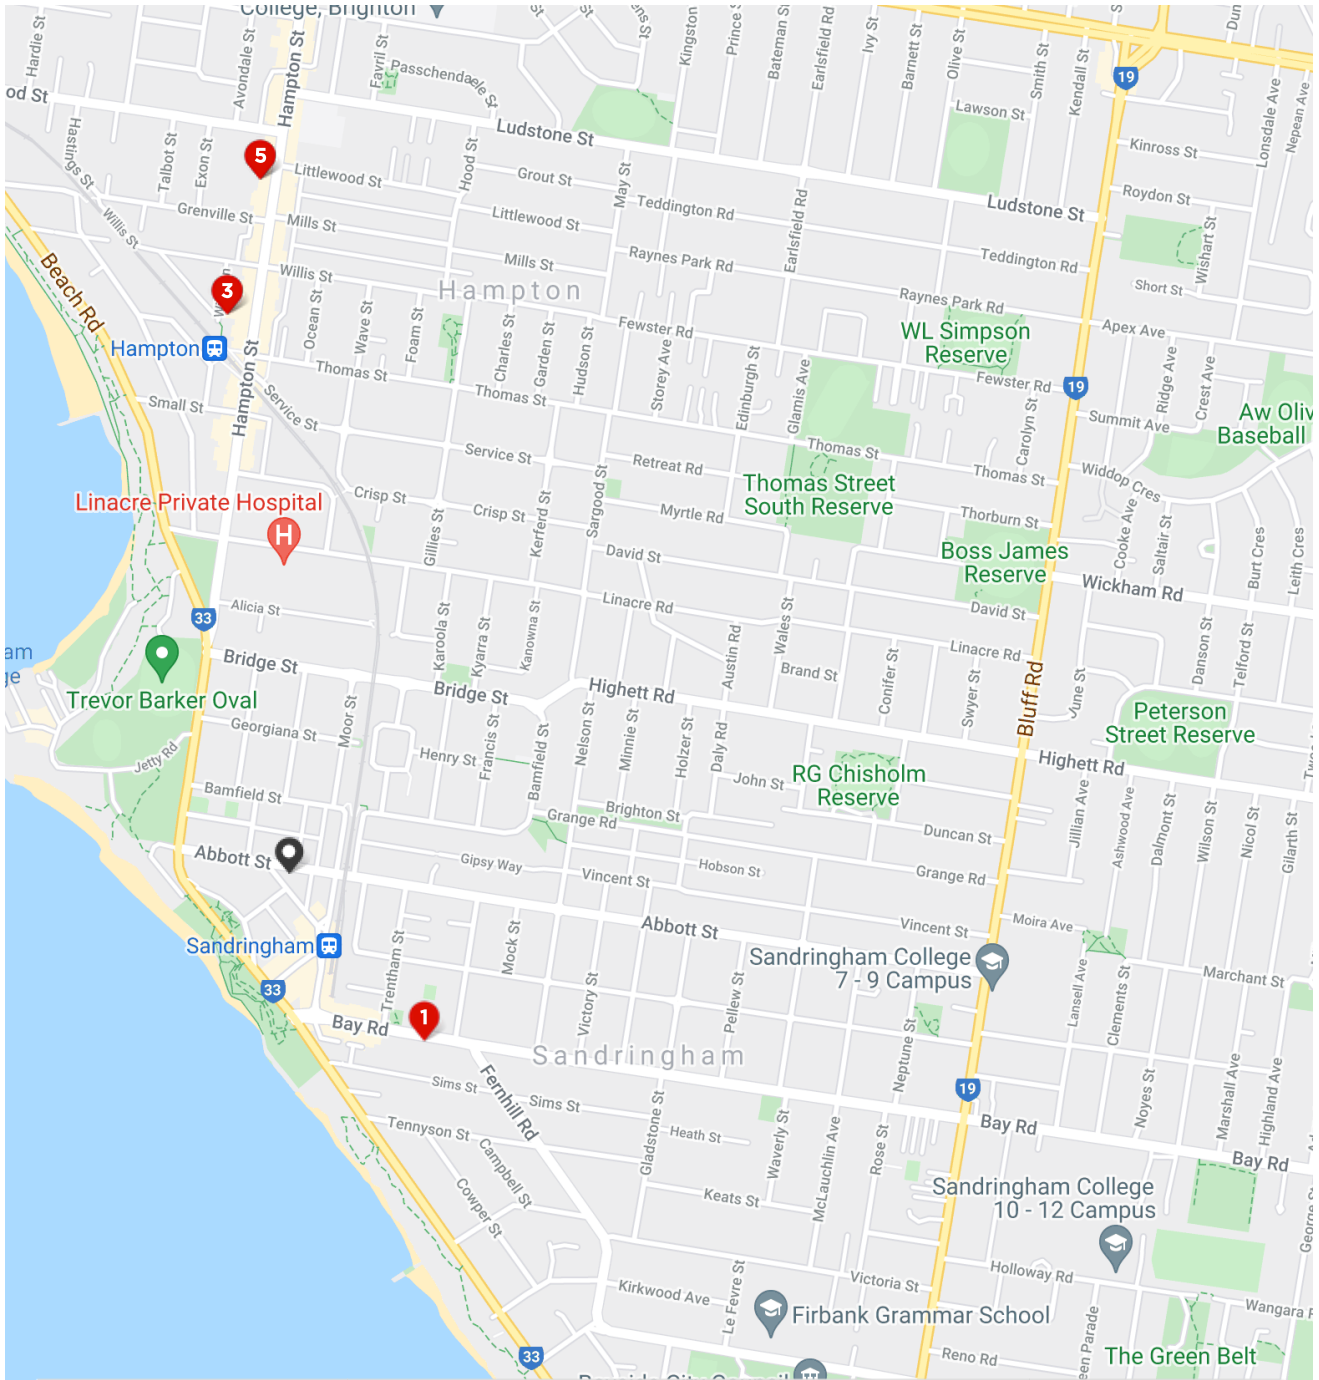 College, Brighton
Hardie St
Avondale St
Hampton St
Favril St
Passchendaele St
Kingston
Prince S
Bateman S
Earlsfield Rd
Ivy St
Barnett St
Olive St
Smith St
Kendall St
19
Lonsdale Ave
Nepean Ave
od St
Hastings St
Talbot St
Exon St
5
Ludstone St
Lawson St
Kinross St
Littlewood St
Hood St
Grout St
May St
Teddington Rd
Earlsfield Rd
Ludstone St
Roydon St
Grenville St
Mills St
Littlewood St
Willis St
Beach Rd
Willis St
Mills St
Raynes Park Rd
Teddington Rd
Wishart St
Short St
3
Hampton
Hampton
Ocean St
Wave St
Foam St
Charles St
Garden St
Hudson St
Fewster Rd
Raynes Park Rd
WL Simpson
Reserve
Apex Ave
Hampton St
Thomas St
Thomas St
Storey Ave
Edinburgh St
Glamis Ave
Fewster Rd
19
Ridge Ave
Crest Ave
Small St
Service St
Summit Ave
Aw Oliv
Baseball
Carolyn St
Service St
Sargood St
Retreat Rd
Thomas St
Thomas St
Widdop Cres
Thomas Street
South Reserve
Linacre Private Hospital
H
Crisp St
Crisp St
Gillies St
Kerferd St
Myrtle Rd
Thorburn St
Cooke Ave
Saltair St
Burt Cres
Leith Cres
David St
Boss James
Reserve
Wickham Rd
David St
Alicia St
33
Karoola St
Kyarra St
Kanowna St
Linacre Rd
Austin Rd
Wales St
Linacre Rd
Danson St
Telford St
am
ge
Bridge St
Bridge St
Highett Rd
Brand St
Conifer St
Swyer St
Bluff Rd
June St
Trevor Barker Oval
Peterson
Street Reserve
Georgiana St
Moor St
Jetty Rd
Henry St
Francis St
Bamfield St
Nelson St
Minnie St
Holzer St
Daly Rd
John St
RG Chisholm
Reserve
Highett Rd
Bamfield St
Brighton St
Grange Rd
Duncan St
Jillian Ave
Ashwood Ave
Dalmont St
Wilson St
Nicol St
Gilarth St
Abbott St
Gipsy Way
Vincent St
Hobson St
Grange Rd
Sandringham
Trentham St
Mock St
Abbott St
Vincent St
Moira Ave
Sandringham College
7 - 9 Campus
Marchant St
33
Victory St
Pellew St
Lansell Ave
Clements St
Bay Rd
1
Sandringham
Neptune St
19
Sims St
Sims St
Fernhill Rd
Gladstone St
Heath St
Waverly St
McLauchlin Ave
Rose St
Bay Rd
Noyes St
Marshall Ave
Highland Ave
Tennyson St
Campbell St
Bay Rd
Cowper St
Keats St
Sandringham College
10 - 12 Campus
George St
Victoria St
Holloway Rd
Kirkwood Ave
Le Fevre St
Firbank Grammar School
Wangara
een Parade
33
Reno Rd
The Green Belt